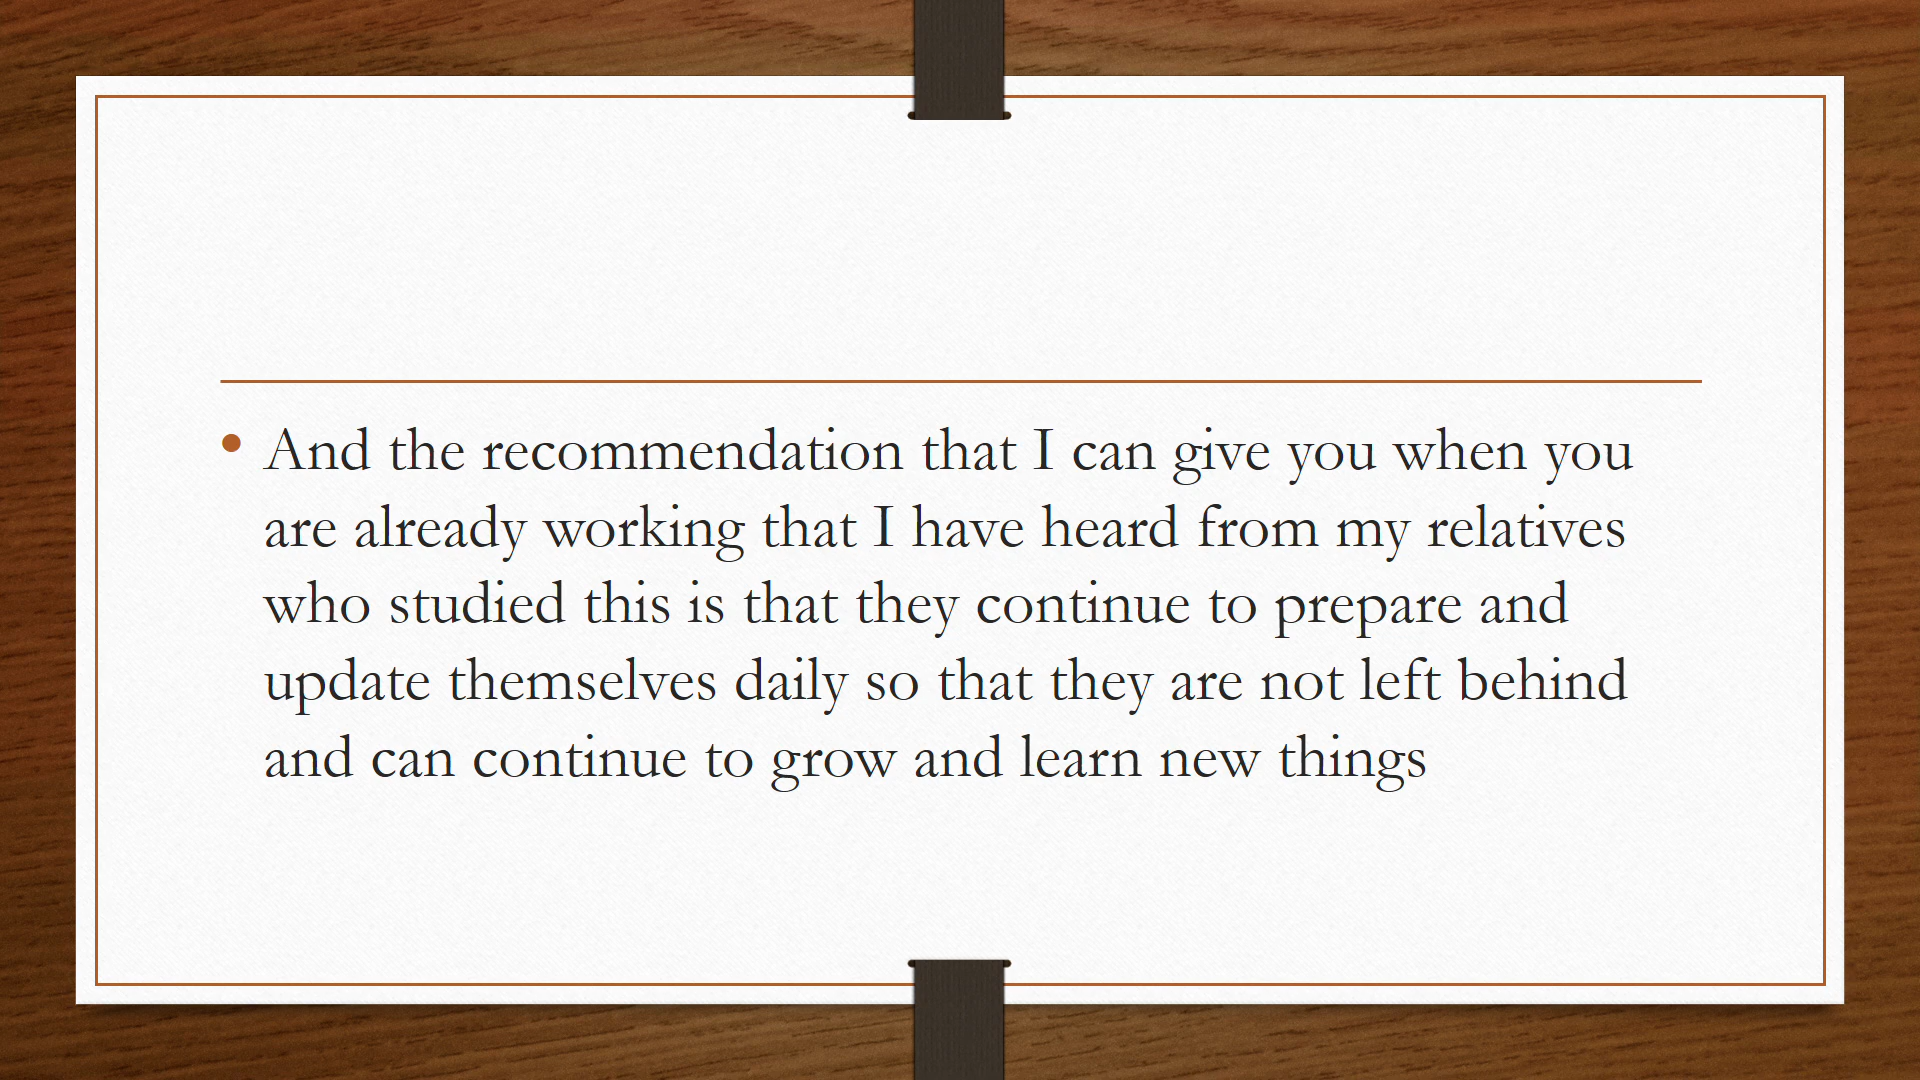 • And the recommendation that I can give you when you
are already working that I have heard from my relatives
who studied this is that they continue to prepare and
update themselves daily so that they are not left behind
and can continue to grow and learn new things